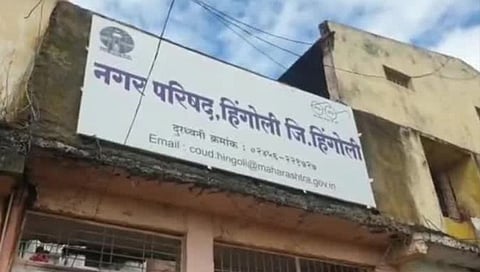 नगर परिषद,हिंगोली जि.हिंगोली
दुरध्वनी क्रमांक :
Email : coud.hingoli@maharashtra.gov.in